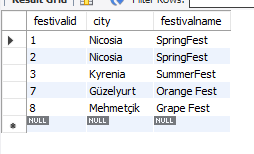 Result Grid Filter Rows:
festivalid city festivalname
1 Nicosia SpringFest
2 Nicosia SpringFest
3 Kyrenia SummerFest
7 Güzelyurt Orange Fest
8 Mehmetçik Grape Fest
NULL NULL NULL